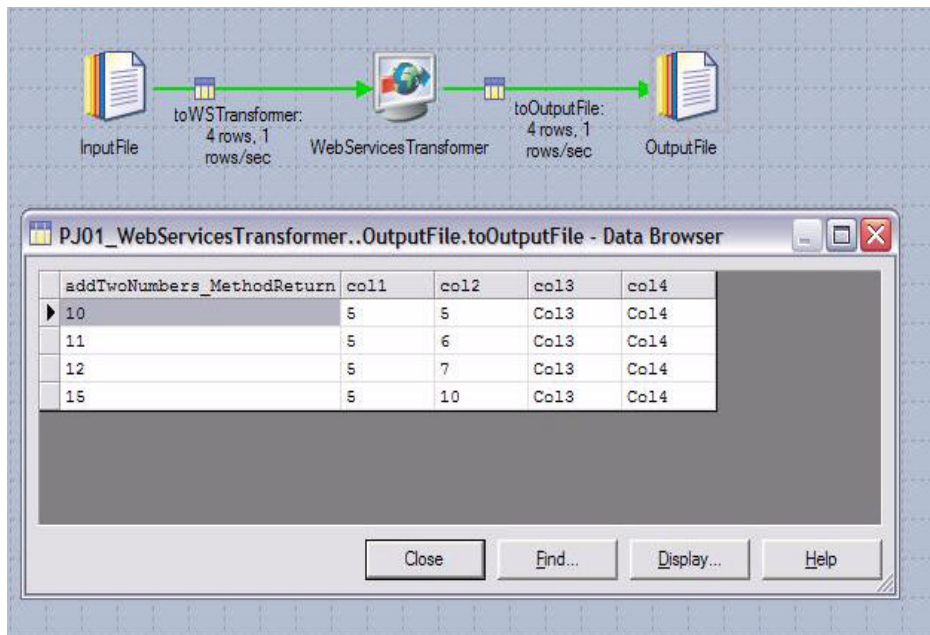 toWSTransformer:
4 rows, 1
rows/sec
toOutputFile:
4 rows, 1
rows/sec
InputFile
WebServicesTransformer
OutputFile
PJ01_WebServicesTransformer..OutputFile.toOutputFile - Data Browser
addTwoNumbers_MethodReturn col1 col2 col3 col4
10 5 5 Col3 Col4
11 5 6 Col3 Col4
12 5 7 Col3 Col4
15 5 10 Col3 Col4
Close Find... Display... Help